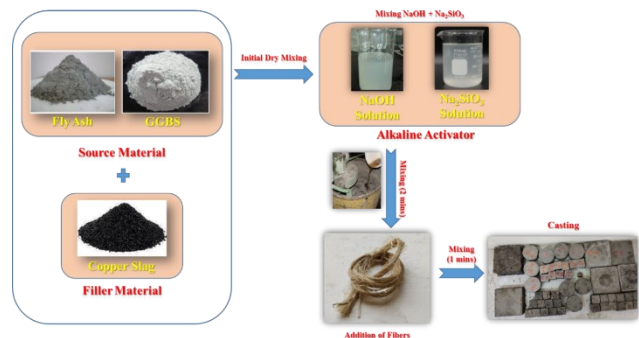 Fly Ash
GGBS
Source Material
+
Copper Slag
Filler Material
Initial Dry Mixing
Mixing NaOH + Na₂SiO₃
NaOH
Solution
Na₂SiO₃
Solution
Alkaline Activator
Mixing (2 mins)
Addition of Fibers
Mixing
(1 mins)
Casting